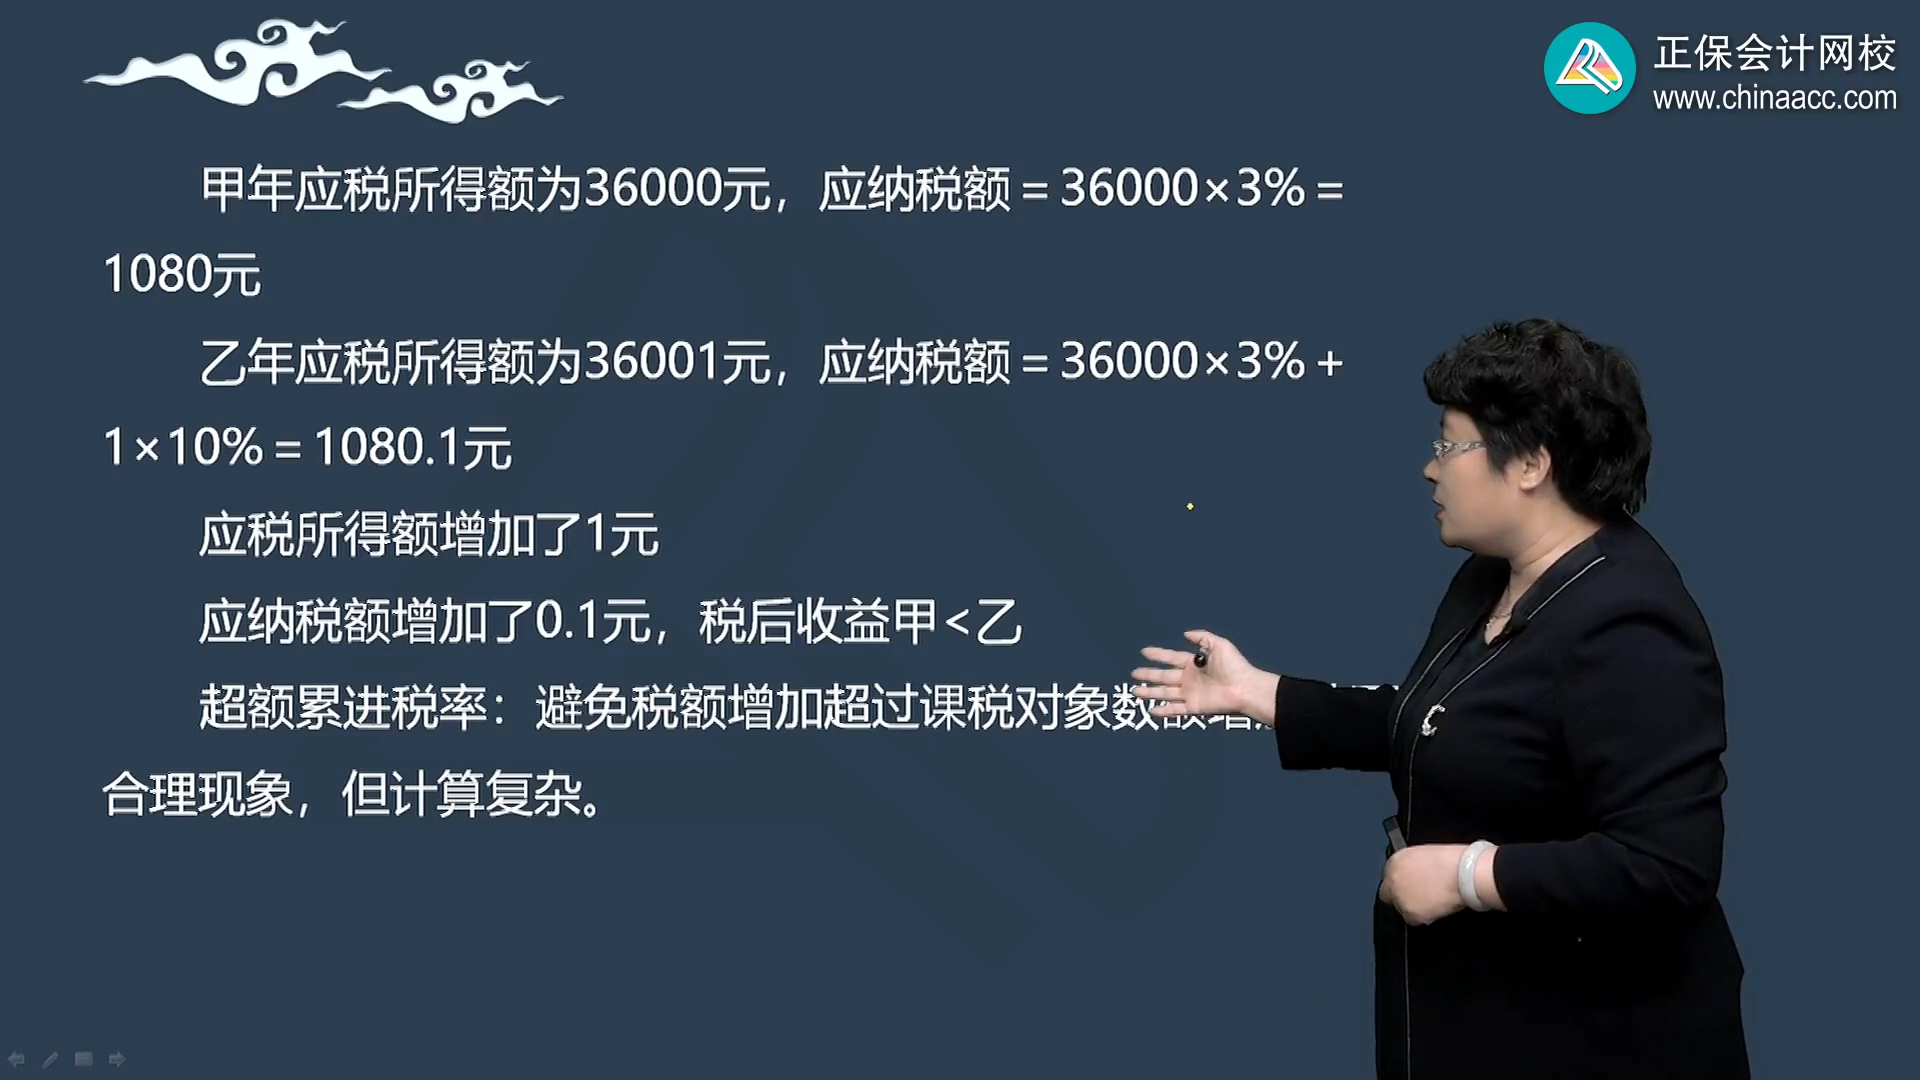 正保会计网校
www.chinaacc.com
甲年应税所得额为36000元，应纳税额＝36000×3%＝
1080元
乙年应税所得额为36001元，应纳税额＝36000×3%＋
1×10%＝1080.1元
应税所得额增加了1元
应纳税额增加了0.1元，税后收益甲<乙
超额累进税率：避免税额增加超过课税对象数额增
合理现象，但计算复杂。